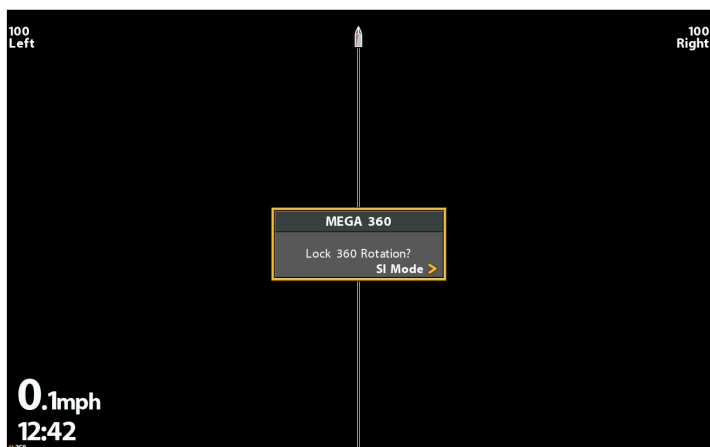 100
Left
100
Right
MEGA 360
Lock 360 Rotation?
SI Mode >
0.1mph
12:42